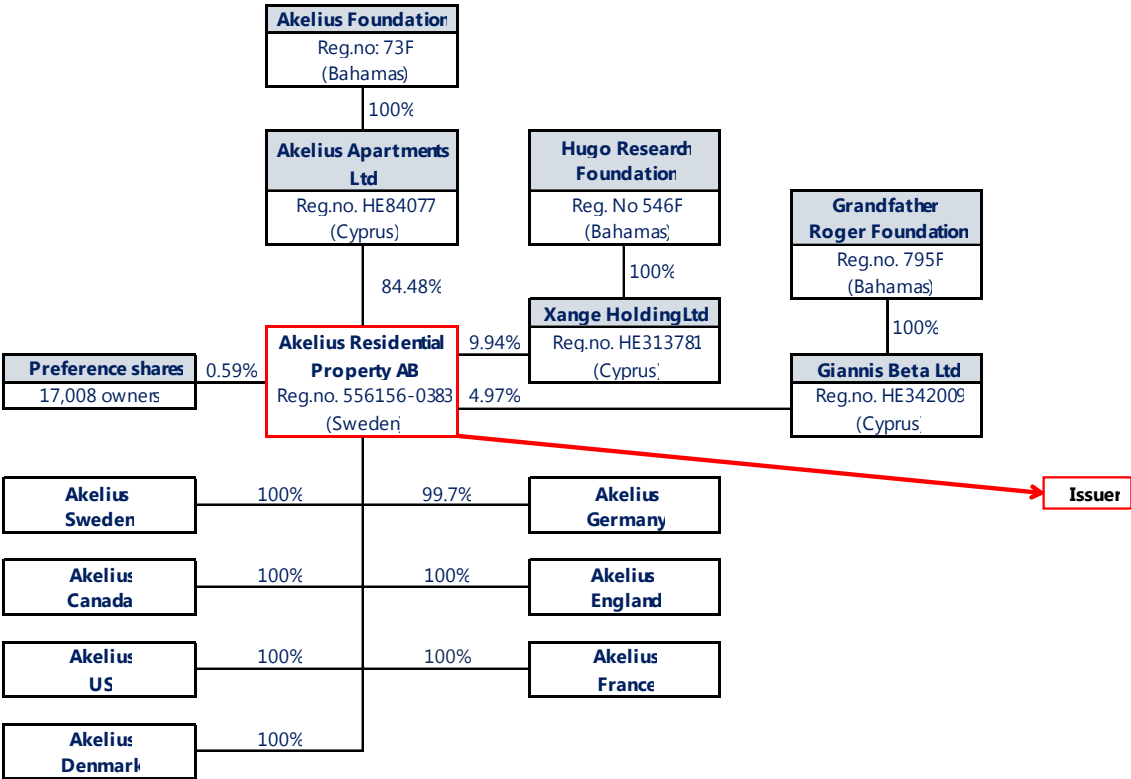 Akelius Foundation
Reg.no: 73F
(Bahamas)
100%
Akelius Apartments
Ltd
Reg.no. HE84077
(Cyprus)
84.48%
Hugo Research
Foundation
Reg. No 546F
(Bahamas)
100%
Xange HoldingLtd
Reg.no. HE313781
(Cyprus)
9.94%
Grandfather
Roger Foundation
Reg.no. 795F
(Bahamas)
100%
Giannis Beta Ltd
Reg.no. HE342009
(Cyprus)
4.97%
Akelius Residential
Property AB
Reg.no. 556156-0383
(Sweden)
Preference shares
17,008 owners
0.59%
Issuer
Akelius
Sweden
100%
99.7%
Akelius
Germany
Akelius
Canada
100%
100%
Akelius
England
Akelius
US
100%
100%
Akelius
France
Akelius
Denmark
100%